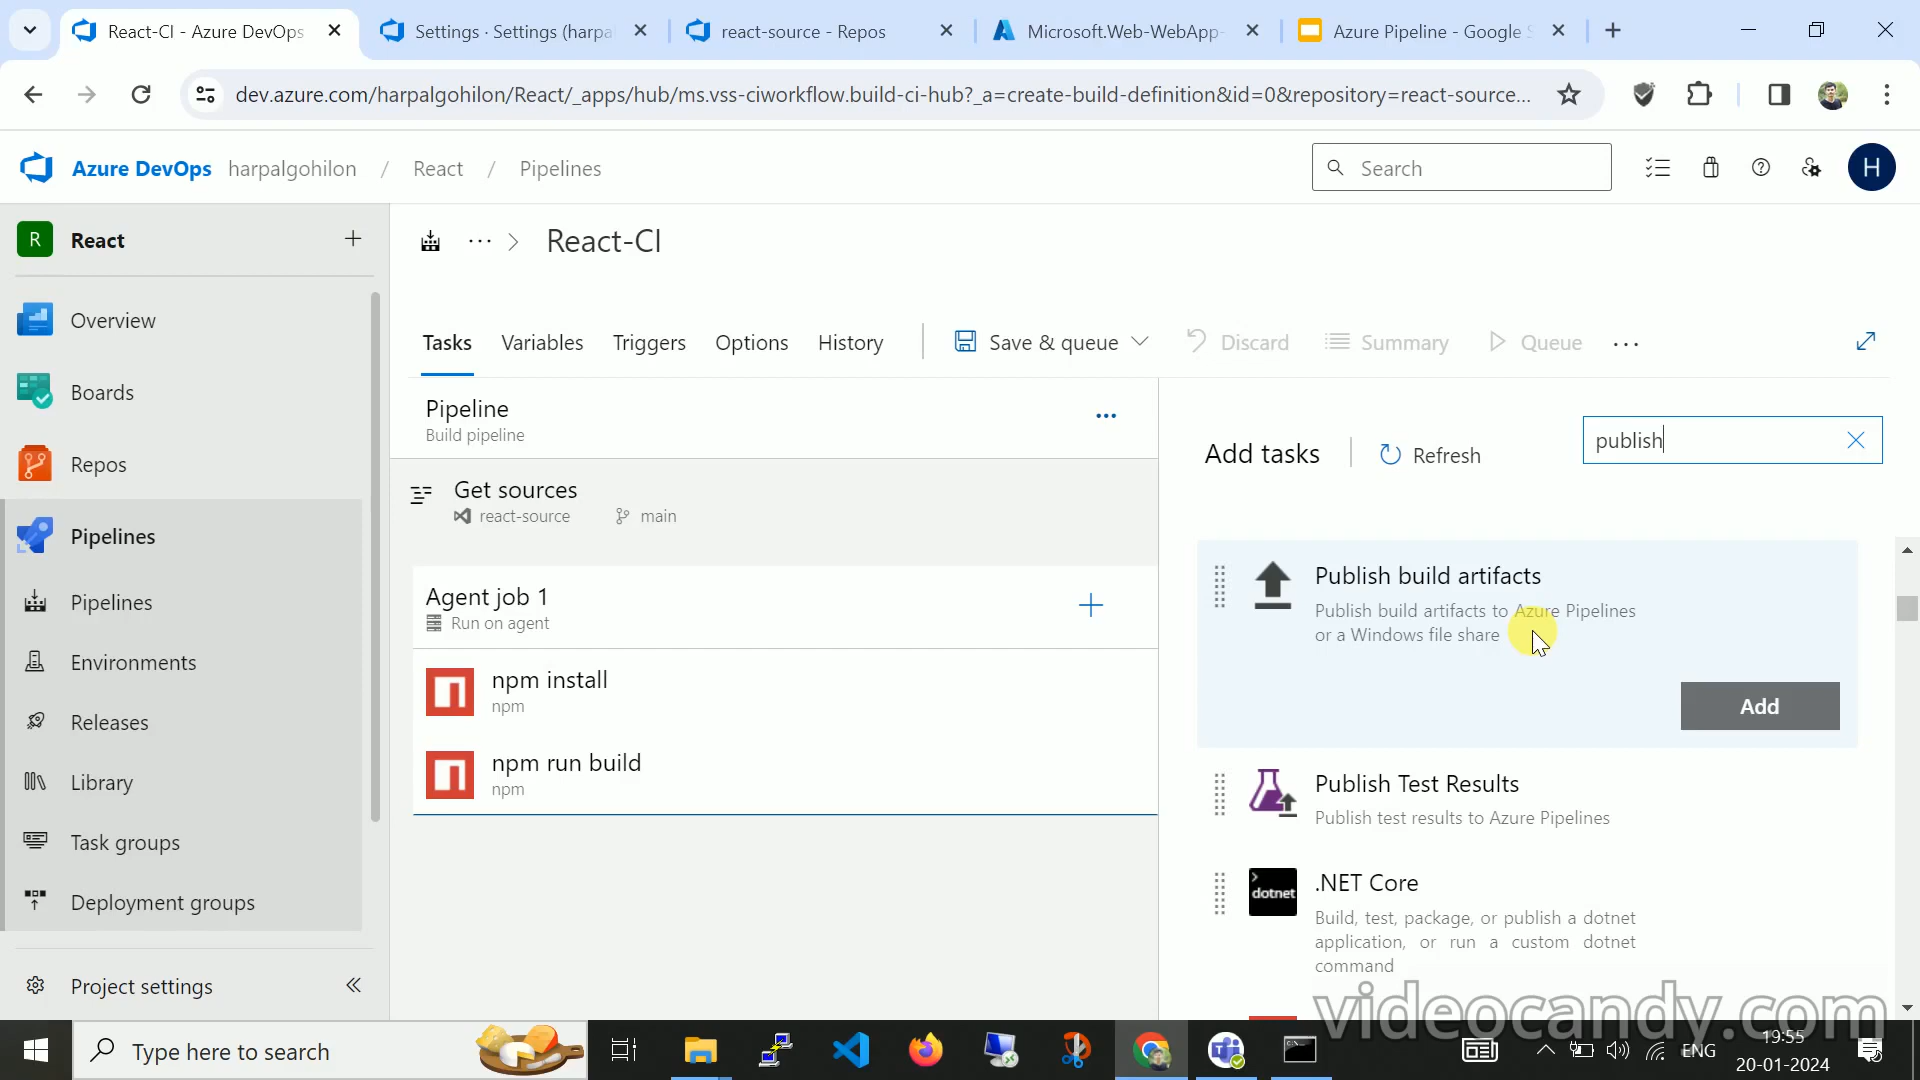 React-CI - Azure DevOps
Settings · Settings (harpa
react-source - Repos
Microsoft.Web-WebApp-
Azure Pipeline - Google S
dev.azure.com/harpalgohilon/React/_apps/hub/ms.vss-ciworkflow.build-ci-hub?_a=create-build-definition&id=0&repository=react-source...
Azure DevOps
harpalgohilon / React / Pipelines
Search
H
R
React
Overview
Boards
Repos
Pipelines
Pipelines
Environments
Releases
Library
Task groups
Deployment groups
Project settings
React-CI
Tasks
Variables
Triggers
Options
History
Save & queue
Discard
Summary
Queue
Pipeline
Build pipeline
Get sources
react-source
main
Agent job 1
Run on agent
npm install
npm
npm run build
npm
Add tasks
Refresh
publish
Publish build artifacts
Publish build artifacts to Azure Pipelines
or a Windows file share
Add
Publish Test Results
Publish test results to Azure Pipelines
dotnet
.NET Core
Build, test, package, or publish a dotnet
application, or run a custom dotnet
command
videocandy.com
Type here to search
ENG
19:55
20-01-2024